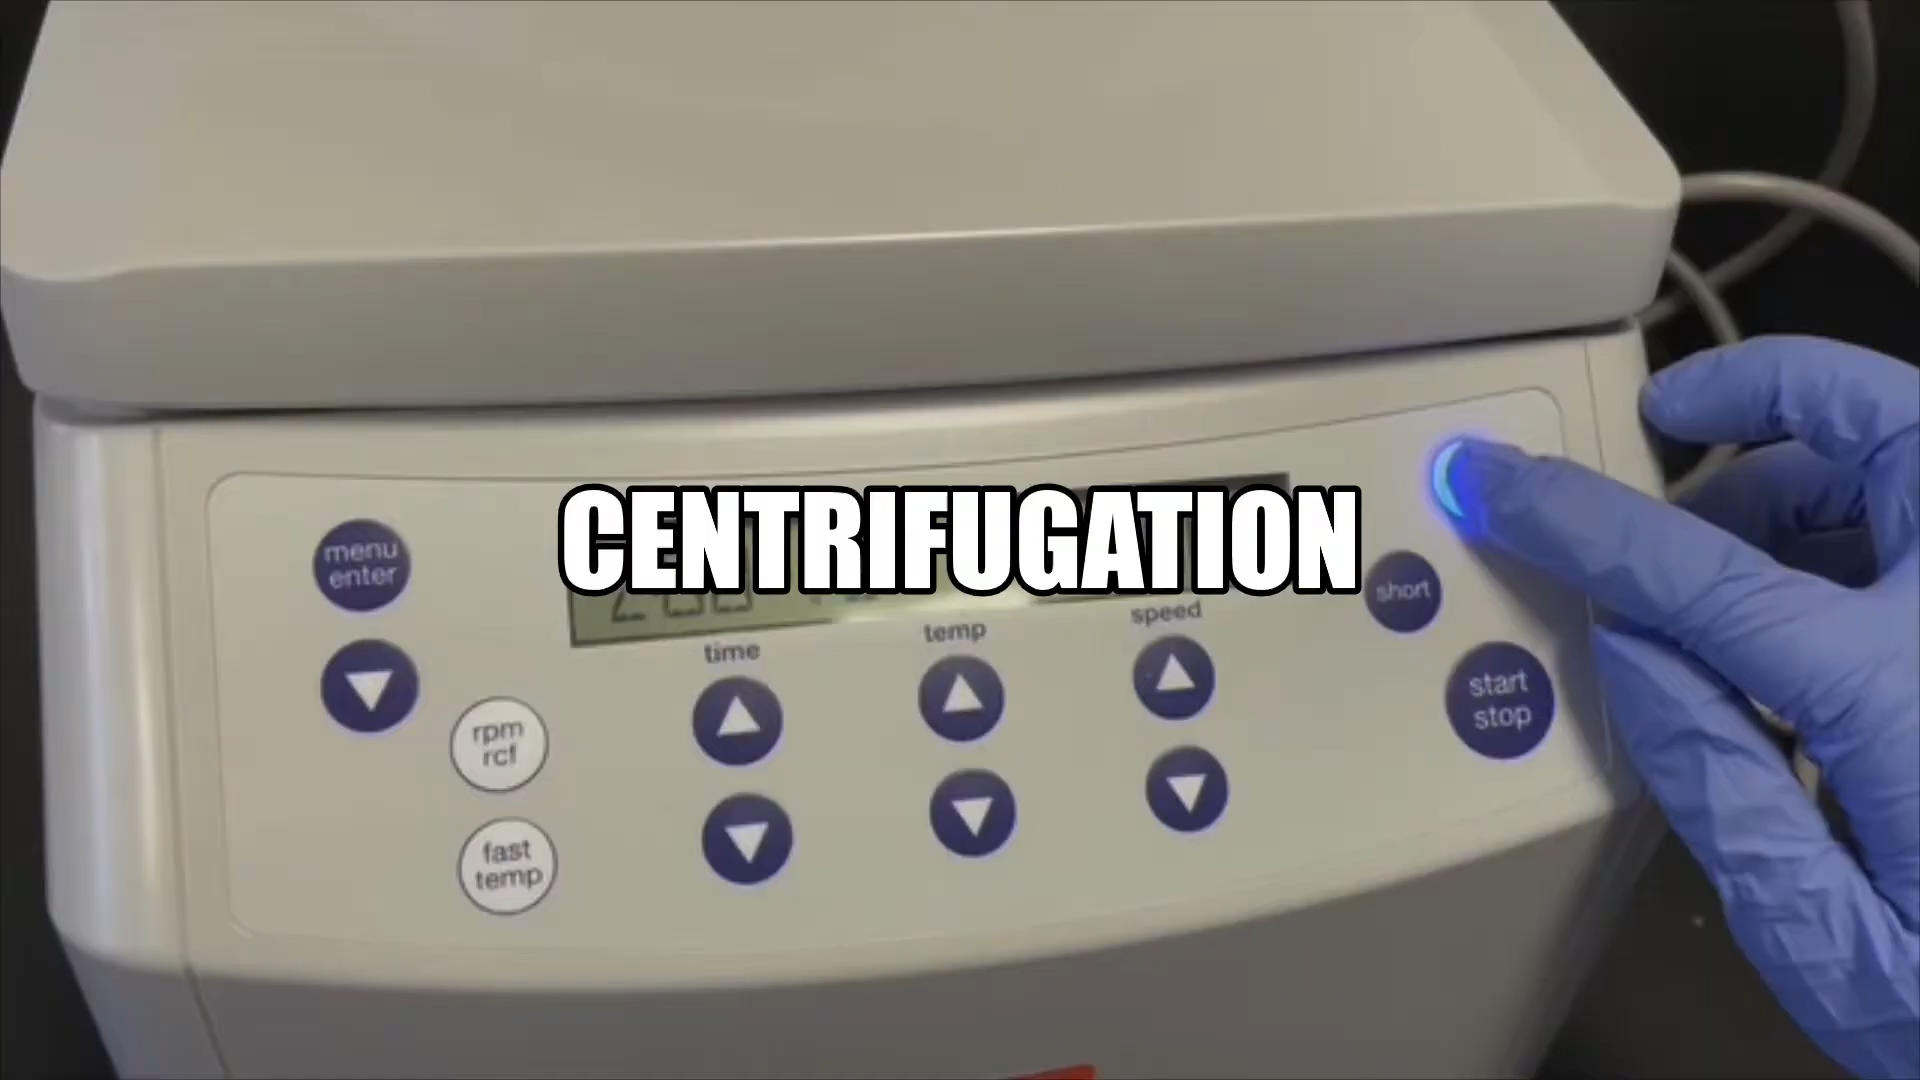 CENTRIFUGATION
menu
enter
short
speed
temp
time
start
stop
rpm
rcf
fast
temp